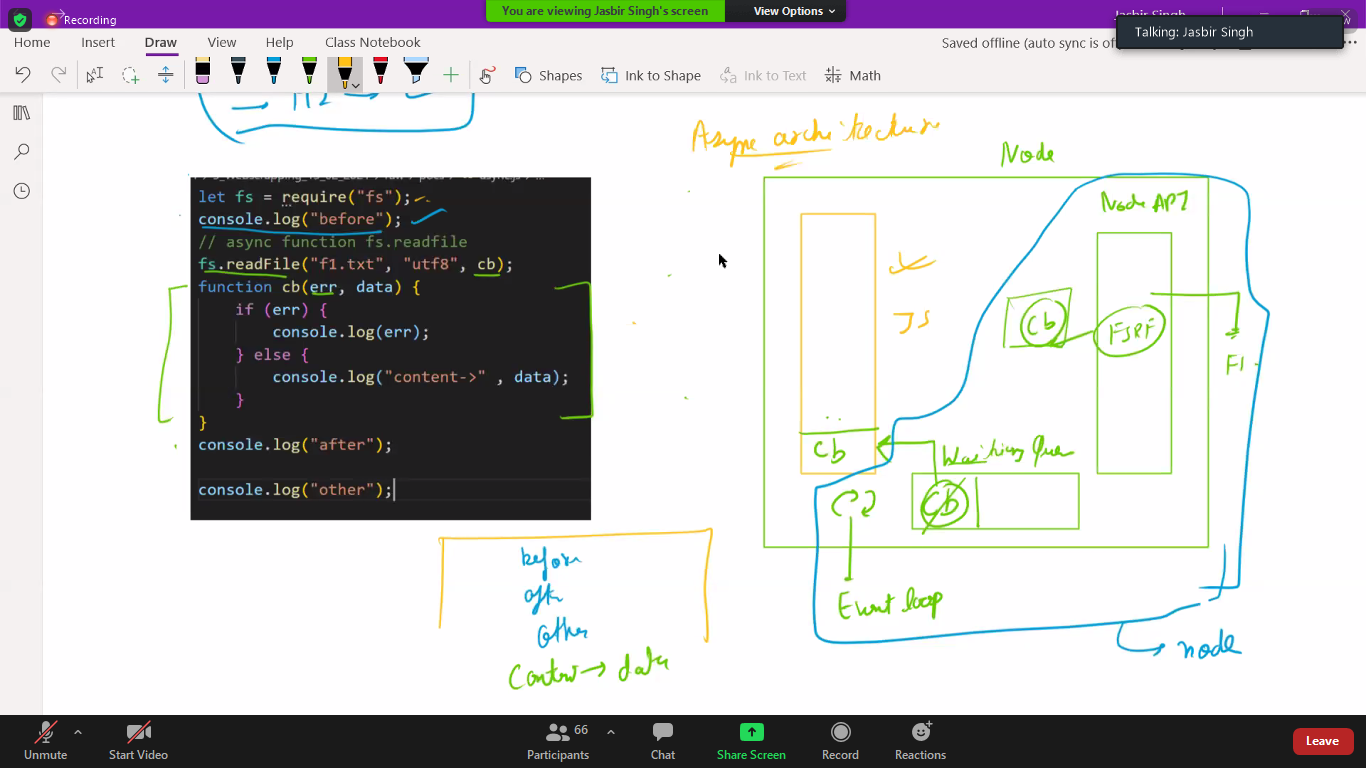 Recording
You are viewing Jasbir Singh's screen
View Options
Jasbir Singh
Talking: Jasbir Singh
Home
Insert
Draw
View
Help
Class Notebook
Saved offline (auto sync is of
Shapes
Ink to Shape
Ink to Text
Math
Async architecture
Node
Node API
let fs = require("fs");
console.log("before");
// async function fs.readfile
fs.readFile("f1.txt", "utf8", cb);
function cb(err, data) {
if (err) {
console.log(err);
} else {
console.log("content->" , data);
}
}
console.log("after");
console.log("other");
JS
Cb
FSRF
F1
Cb
Waiting Que
Cb
Event loop
node
before
afte
Other
Conten → data
Unmute
Start Video
66
Participants
Chat
Share Screen
Record
Reactions
Leave